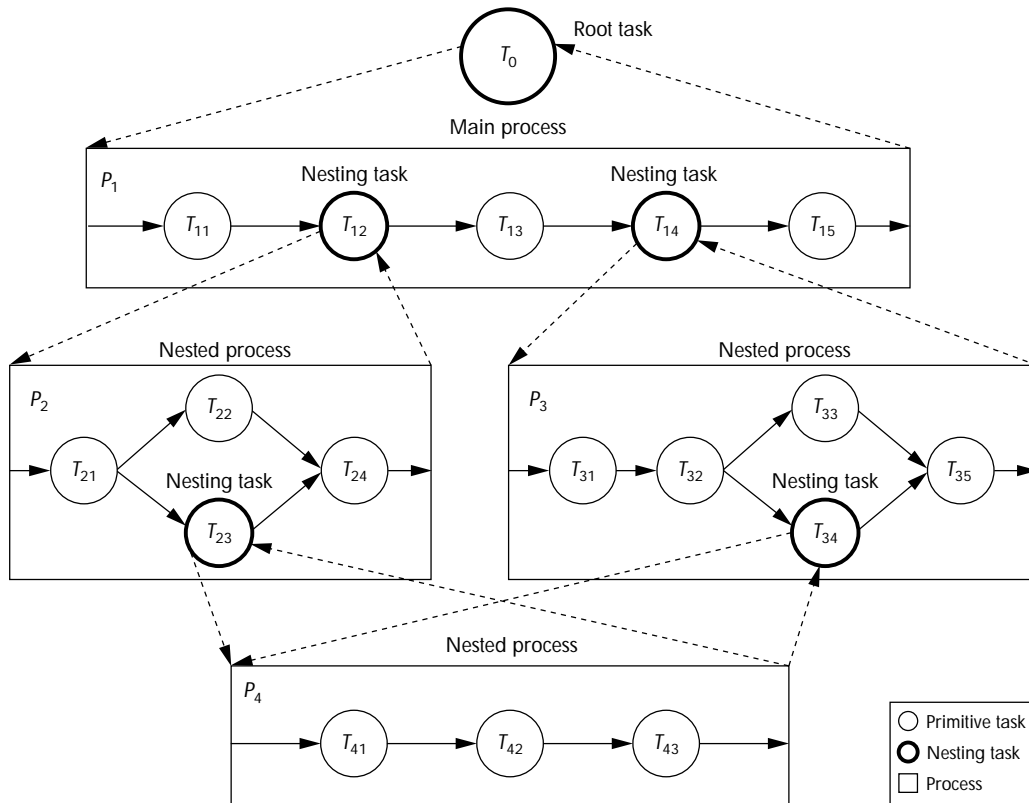 Root task
T0
Main process
P1
Nesting task
Nesting task
T11
T12
T13
T14
T15
Nested process
P2
T21
T22
Nesting task
T23
T24
Nested process
P3
T31
T32
T33
Nesting task
T34
T35
Nested process
P4
T41
T42
T43
Primitive task
Nesting task
Process